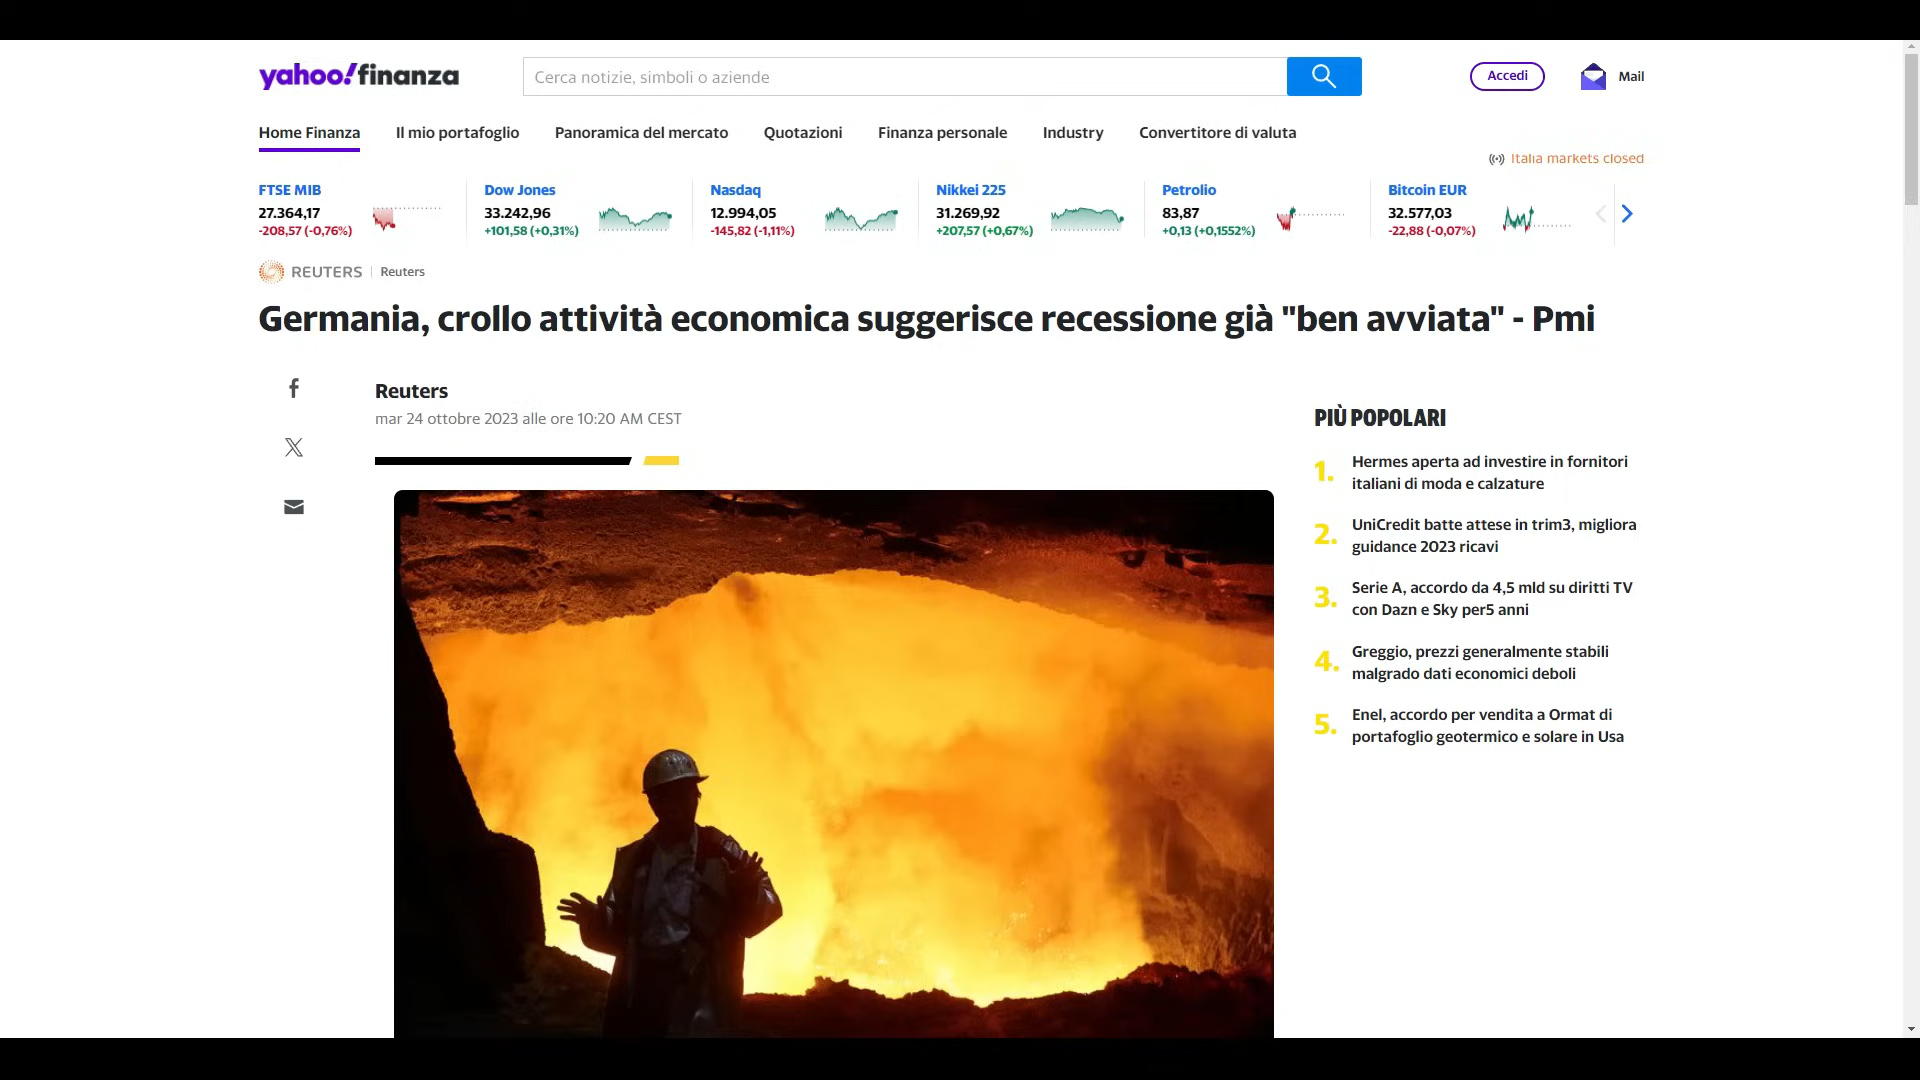 yahoo!finanza
Cerca notizie, simboli o aziende
Accedi
Mail
Home Finanza
Il mio portafoglio
Panoramica del mercato
Quotazioni
Finanza personale
Industry
Convertitore di valuta
Italia markets closed
FTSE MIB
27.364,17
-208,57 (-0,76%)
Dow Jones
33.242,96
+101,58 (+0,31%)
Nasdaq
12.994,05
-145,82 (-1,11%)
Nikkei 225
31.269,92
+207,57 (+0,67%)
Petrolio
83,87
+0,13 (+0,1552%)
Bitcoin EUR
32.577,03
-22,88 (-0,07%)
REUTERS
Reuters
Germania, crollo attività economica suggerisce recessione già "ben avviata" - Pmi
Reuters
mar 24 ottobre 2023 alle ore 10:20 AM CEST
PIÙ POPOLARI
1.
Hermes aperta ad investire in fornitori
italiani di moda e calzature
2.
UniCredit batte attese in trim3, migliora
guidance 2023 ricavi
3.
Serie A, accordo da 4,5 mld su diritti TV
con Dazn e Sky per5 anni
4.
Greggio, prezzi generalmente stabili
malgrado dati economici deboli
5.
Enel, accordo per vendita a Ormat di
portafoglio geotermico e solare in Usa